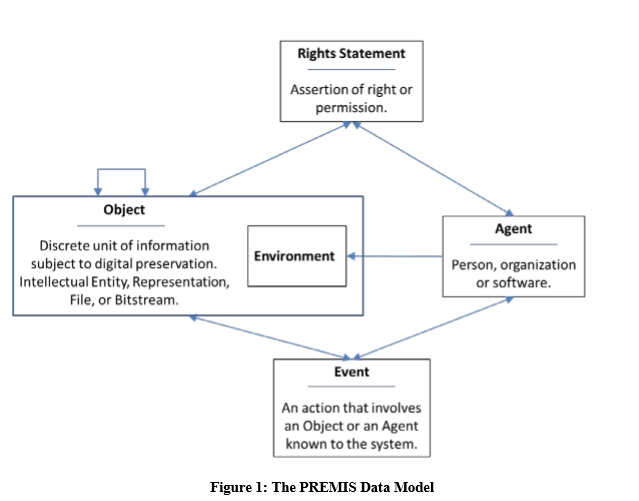 Rights Statement
Assertion of right or
permission.
Object
Discrete unit of information
subject to digital preservation.
Intellectual Entity, Representation,
File, or Bitstream.
Environment
Agent
Person, organization
or software.
Event
An action that involves
an Object or an Agent
known to the system.
Figure 1: The PREMIS Data Model